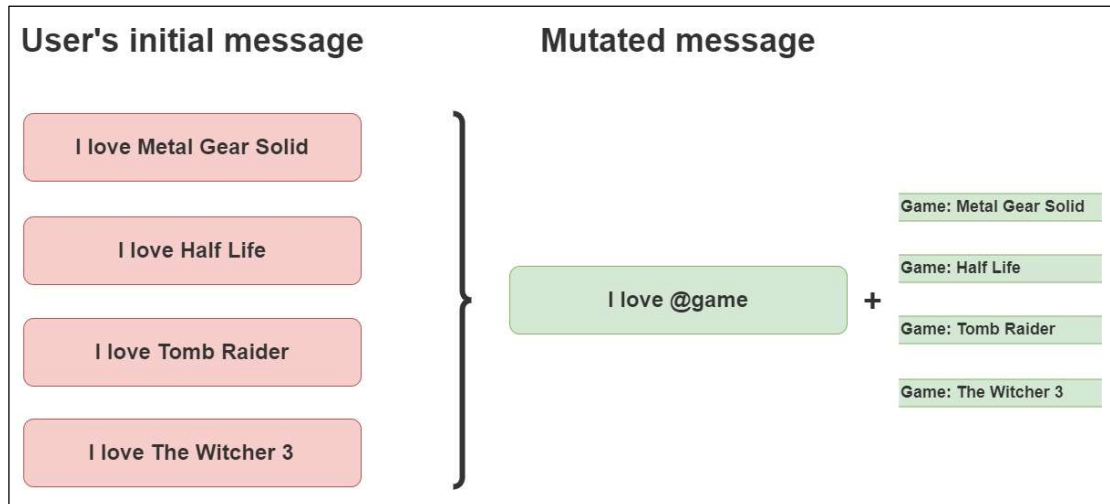 User's initial message
Mutated message
I love Metal Gear Solid
I love Half Life
I love Tomb Raider
I love The Witcher 3
I love @game
+
Game: Metal Gear Solid
Game: Half Life
Game: Tomb Raider
Game: The Witcher 3